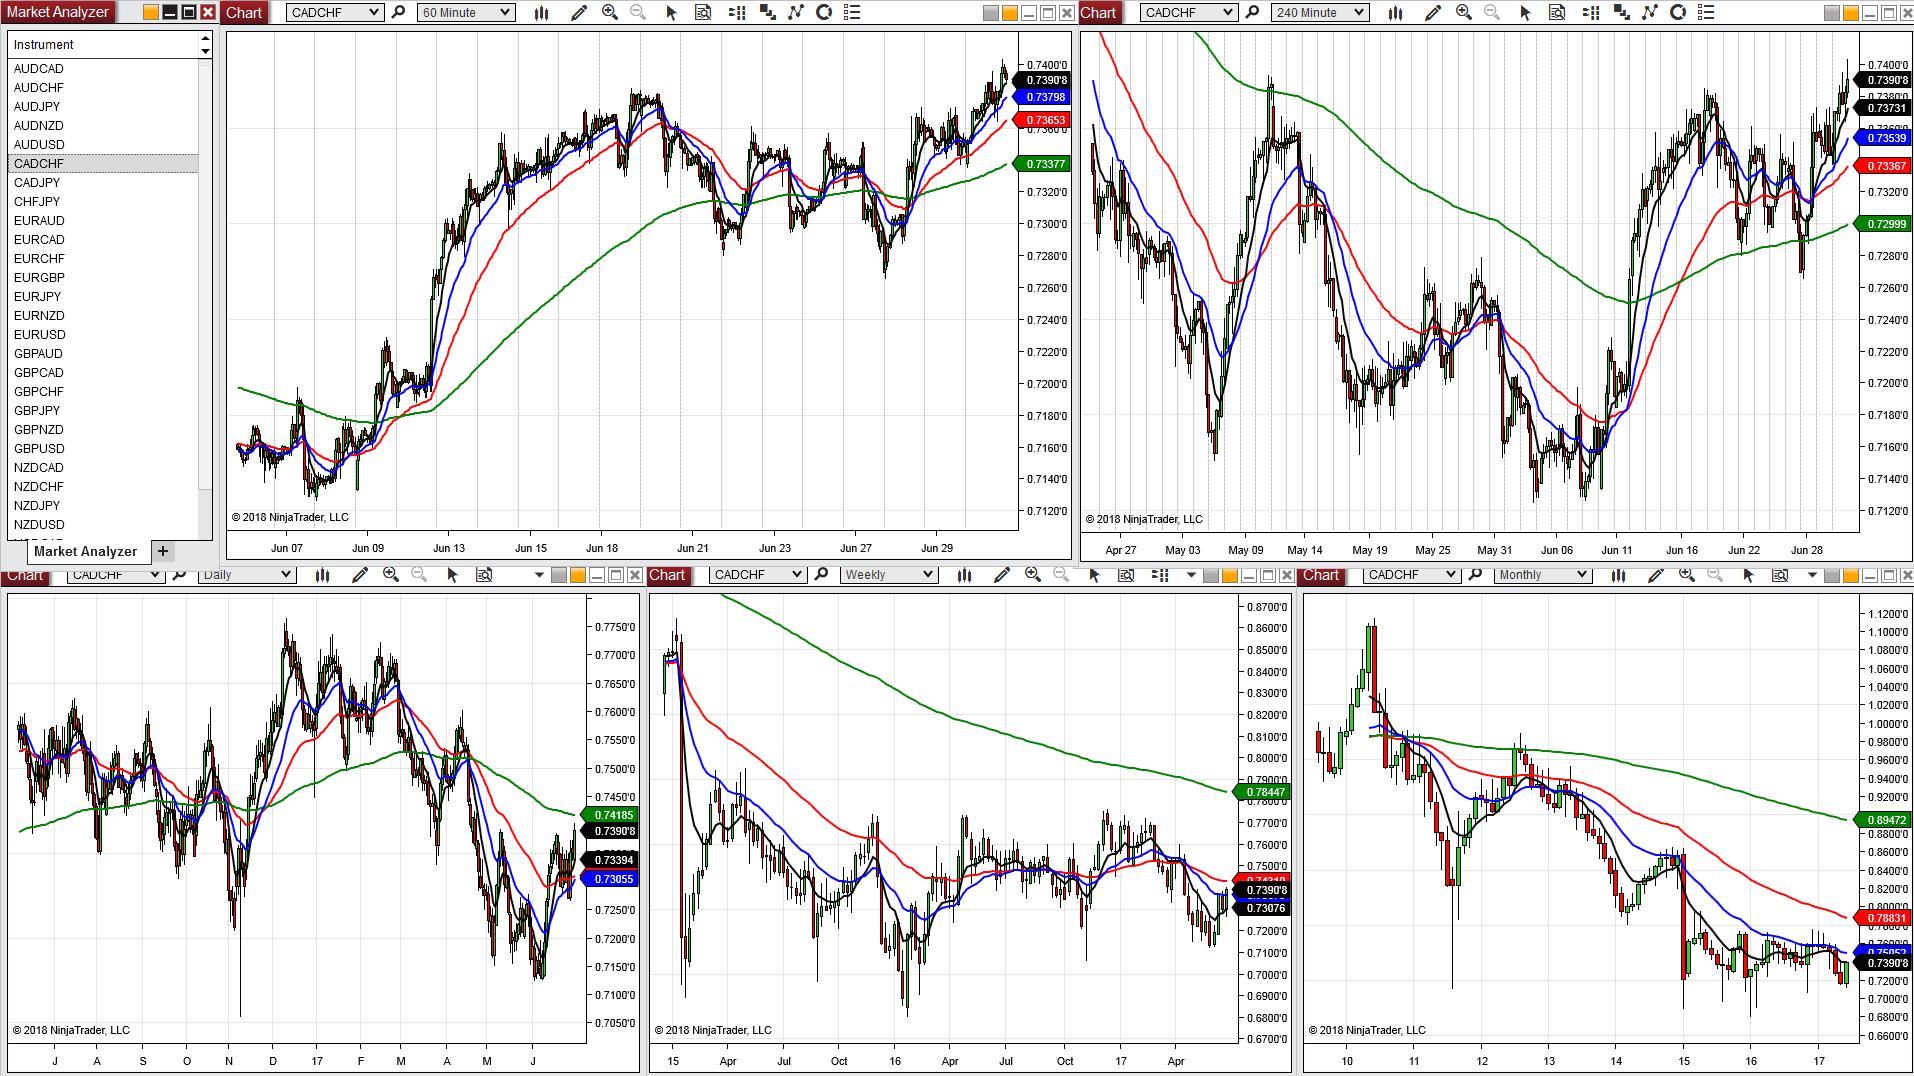 Market Analyzer
Instrument
AUDCAD
AUDCHF
AUDJPY
AUDNZD
AUDUSD
CADCHF
CADJPY
CHFJPY
EURAUD
EURCAD
EURCHF
EURGBP
EURJPY
EURNZD
EURUSD
GBPAUD
GBPCAD
GBPCHF
GBPJPY
GBPNZD
GBPUSD
NZDCAD
NZDCHF
NZDJPY
NZDUSD
Market Analyzer +
Chart CADCHF 60 Minute
0.7400'0
0.7390'8
0.73798
0.73653
0.7360'0
0.73377
0.7320'0
0.7300'0
0.7280'0
0.7260'0
0.7240'0
0.7220'0
0.7200'0
0.7180'0
0.7160'0
0.7140'0
0.7120'0
© 2018 NinjaTrader, LLC
Jun 07 Jun 09 Jun 13 Jun 15 Jun 18 Jun 21 Jun 23 Jun 27 Jun 29
Chart CADCHF 240 Minute
0.7400'0
0.7390'8
0.7380'0
0.73731
0.73539
0.73367
0.7320'0
0.72999
0.7280'0
0.7260'0
0.7240'0
0.7220'0
0.7200'0
0.7180'0
0.7160'0
0.7140'0
0.7120'0
© 2018 NinjaTrader, LLC
Apr 27 May 03 May 09 May 14 May 19 May 25 May 31 Jun 06 Jun 11 Jun 16 Jun 22 Jun 28
Chart CADCHF Daily
0.7750'0
0.7700'0
0.7650'0
0.7600'0
0.7550'0
0.7500'0
0.7450'0
0.74185
0.7390'8
0.73394
0.73055
0.7250'0
0.7200'0
0.7150'0
0.7100'0
0.7050'0
© 2018 NinjaTrader, LLC
J A S O N D 17 F M A M J
Chart CADCHF Weekly
0.8700'0
0.8600'0
0.8500'0
0.8400'0
0.8300'0
0.8200'0
0.8100'0
0.8000'0
0.7900'0
0.78447
0.7800'0
0.7700'0
0.7600'0
0.7500'0
0.7390'8
0.73076
0.7200'0
0.7100'0
0.7000'0
0.6900'0
0.6800'0
0.6700'0
© 2018 NinjaTrader, LLC
15 Apr Jul Oct 16 Apr Jul Oct 17 Apr
Chart CADCHF Monthly
1.1200'0
1.1000'0
1.0800'0
1.0600'0
1.0400'0
1.0200'0
1.0000'0
0.9800'0
0.9600'0
0.9400'0
0.9200'0
0.89472
0.8800'0
0.8600'0
0.8400'0
0.8200'0
0.8000'0
0.78831
0.7390'8
0.7200'0
0.7000'0
0.6800'0
0.6600'0
© 2018 NinjaTrader, LLC
10 11 12 13 14 15 16 17